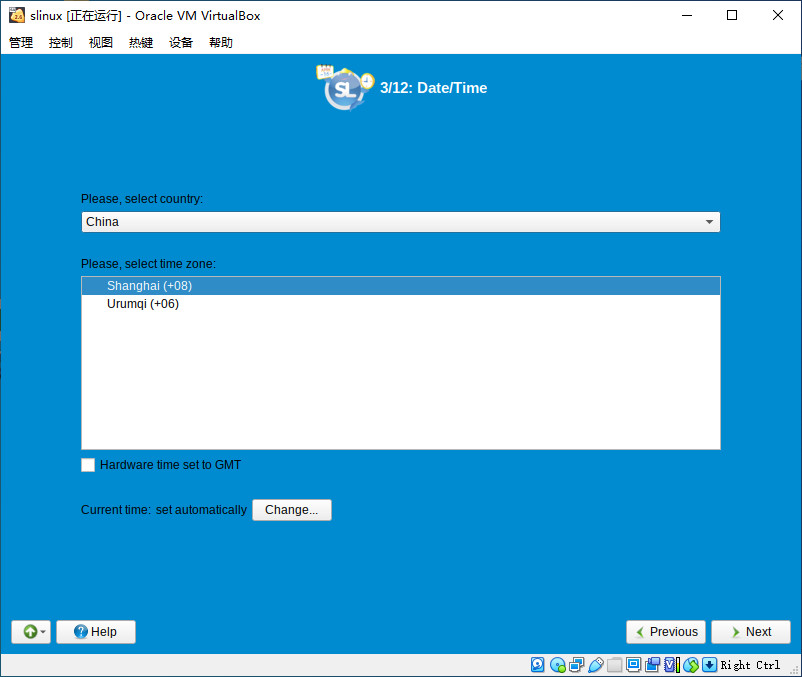 slinux [正在运行] - Oracle VM VirtualBox
管理 控制 视图 热键 设备 帮助
SL 3/12: Date/Time
Please, select country:
China
Please, select time zone:
Shanghai (+08)
Urumqi (+06)
Hardware time set to GMT
Current time: set automatically Change...
Help Previous Next
Right Ctrl